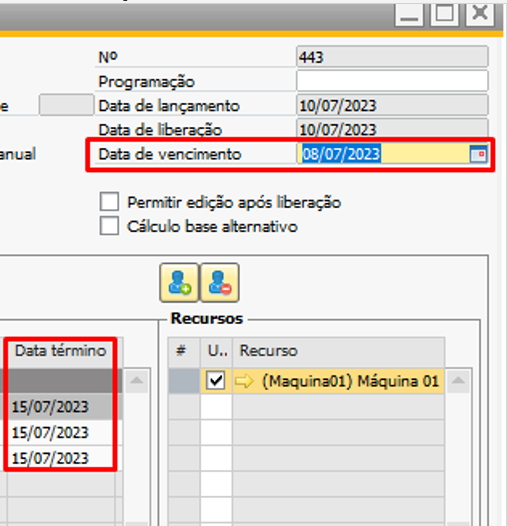 Nº 443
Programação
e Data de lançamento 10/07/2023
Data de liberação 10/07/2023
anual Data de vencimento 08/07/2023
Permitir edição após liberação
Cálculo base alternativo
Recursos
Data término # U.. Recurso
(Maquina01) Máquina 01
15/07/2023
15/07/2023
15/07/2023